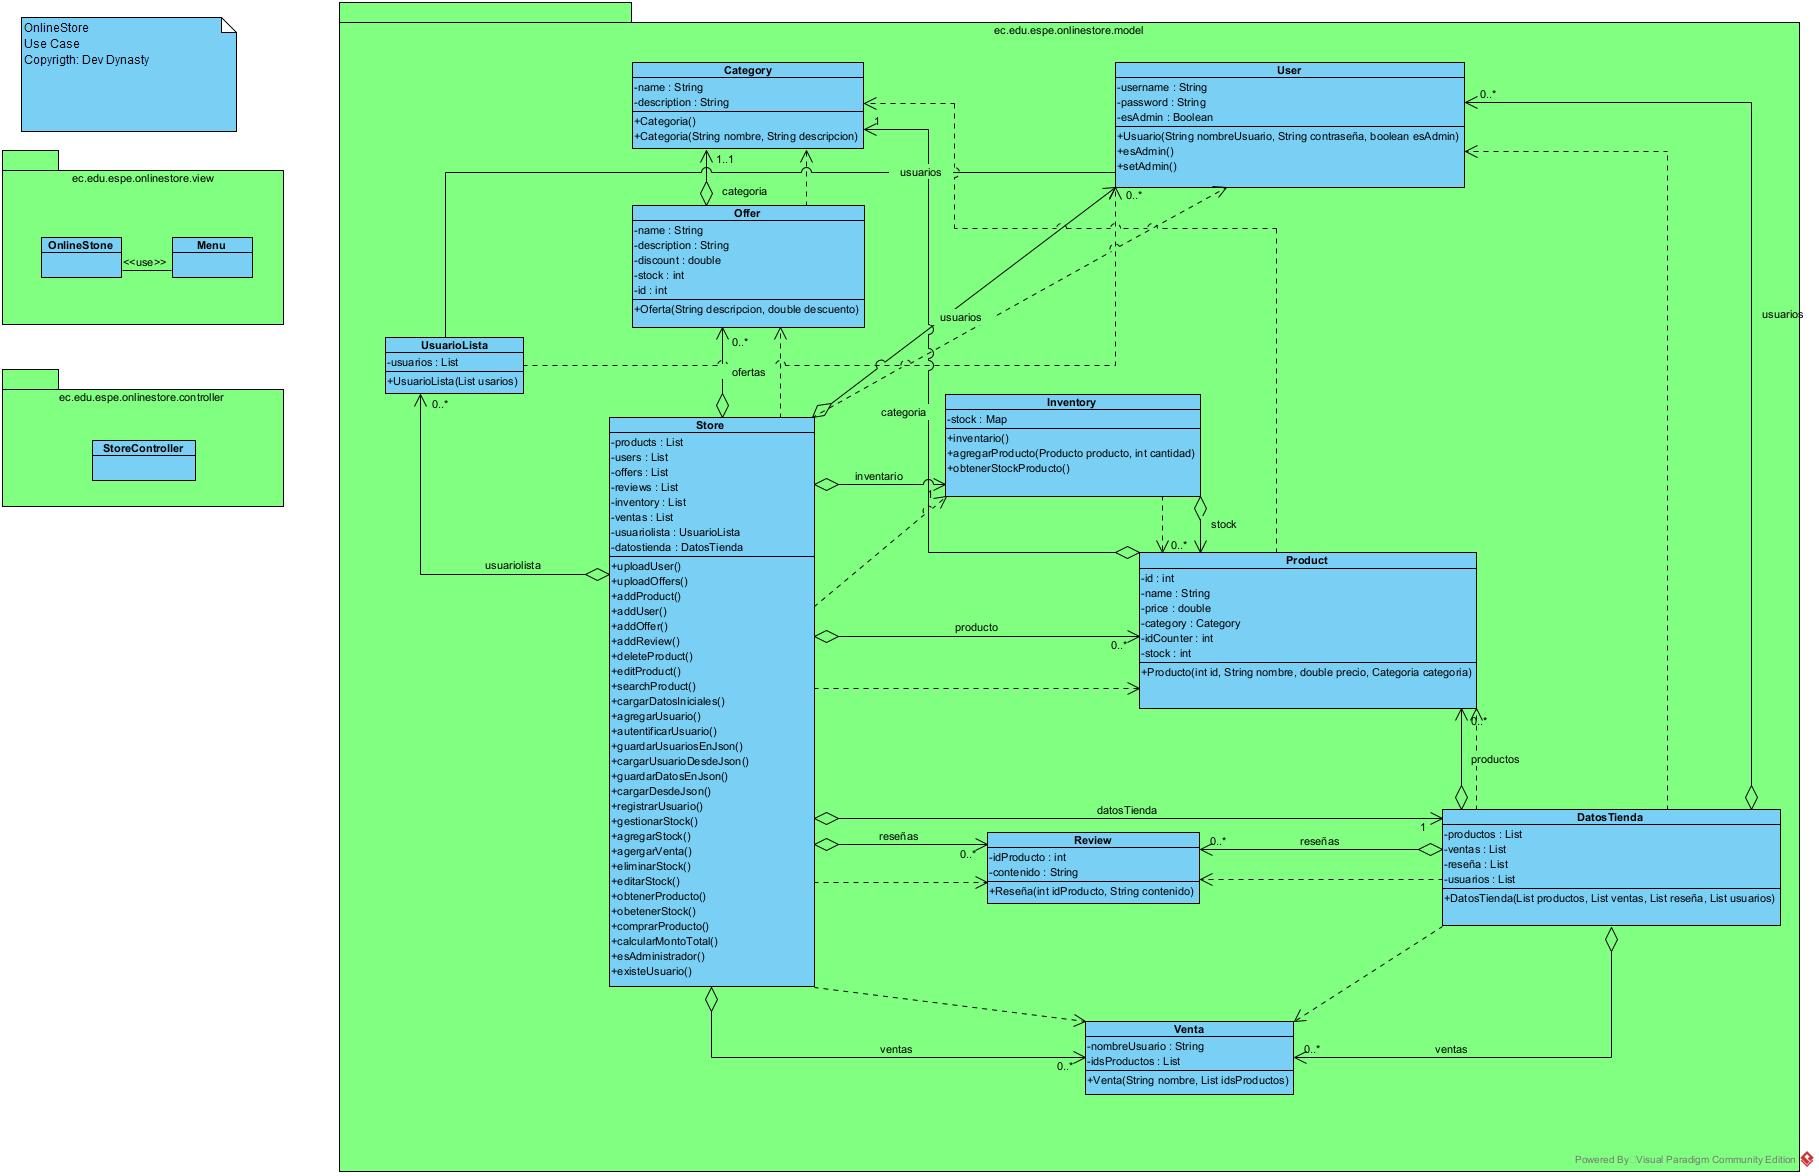 OnlineStore
Use Case
Copyrigth: Dev Dynasty
ec.edu.espe.onlinestore.view
OnlineStone
<<use>>
Menu
ec.edu.espe.onlinestore.controller
StoreController
ec.edu.espe.onlinestore.model
Category
-name : String
-description : String
+Categoria()
+Categoria(String nombre, String descripcion)
1
1..1
categoria
User
-username : String
-password : String
-esAdmin : Boolean
+Usuario(String nombreUsuario, String contraseña, boolean esAdmin)
+esAdmin()
+setAdmin()
0..*
0..*
usuarios
usuarios
usuarios
Offer
-name : String
-description : String
-discount : double
-stock : int
-id : int
+Oferta(String descripcion, double descuento)
0..*
ofertas
UsuarioLista
-usuarios : List
+UsuarioLista(List usarios)
0..*
usuariolista
categoria
Inventory
-stock : Map
+inventario()
+agregarProducto(Producto producto, int cantidad)
+obtenerStockProducto()
inventario
1
stock
0..*
Store
-products : List
-users : List
-offers : List
-reviews : List
-inventory : List
-ventas : List
-usuariolista : UsuarioLista
-datostienda : DatosTienda
+uploadUser()
+uploadOffers()
+addProduct()
+addUser()
+addOffer()
+addReview()
+deleteProduct()
+editProduct()
+searchProduct()
+cargarDatosIniciales()
+agregarUsuario()
+autentificarUsuario()
+guardarUsuariosEnJson()
+cargarUsuarioDesdeJson()
+guardarDatosEnJson()
+cargarDesdeJson()
+registrarUsuario()
+gestionarStock()
+agregarStock()
+agergarVenta()
+eliminarStock()
+editarStock()
+obtenerProducto()
+obetenerStock()
+comprarProducto()
+calcularMontoTotal()
+esAdministrador()
+existeUsuario()
Product
-id : int
-name : String
-price : double
-category : Category
-idCounter : int
-stock : int
+Producto(int id, String nombre, double precio, Categoria categoria)
producto
0..*
0..*
productos
datosTienda
1
DatosTienda
-productos : List
-ventas : List
-reseña : List
-usuarios : List
+DatosTienda(List productos, List ventas, List reseña, List usuarios)
reseñas
0..*
Review
-idProducto : int
-contenido : String
+Reseña(int idProducto, String contenido)
0..*
reseñas
Venta
-nombreUsuario : String
-idsProductos : List
+Venta(String nombre, List idsProductos)
ventas
0..*
0..*
ventas
Powered By Visual Paradigm Community Edition